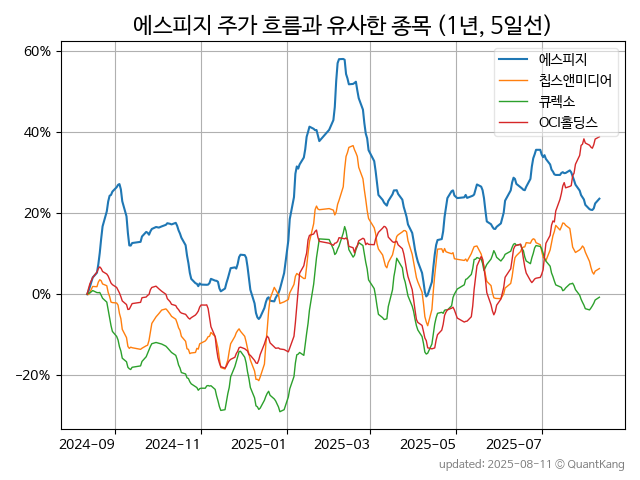 에스피지 주가 흐름과 유사한 종목 (1년, 5일선)
에스피지
칩스앤미디어
큐렉소
OCI홀딩스
60%
40%
20%
0%
−20%
2024−09
2024−11
2025−01
2025−03
2025−05
2025−07
updated: 2025-08-11 © QuantKang